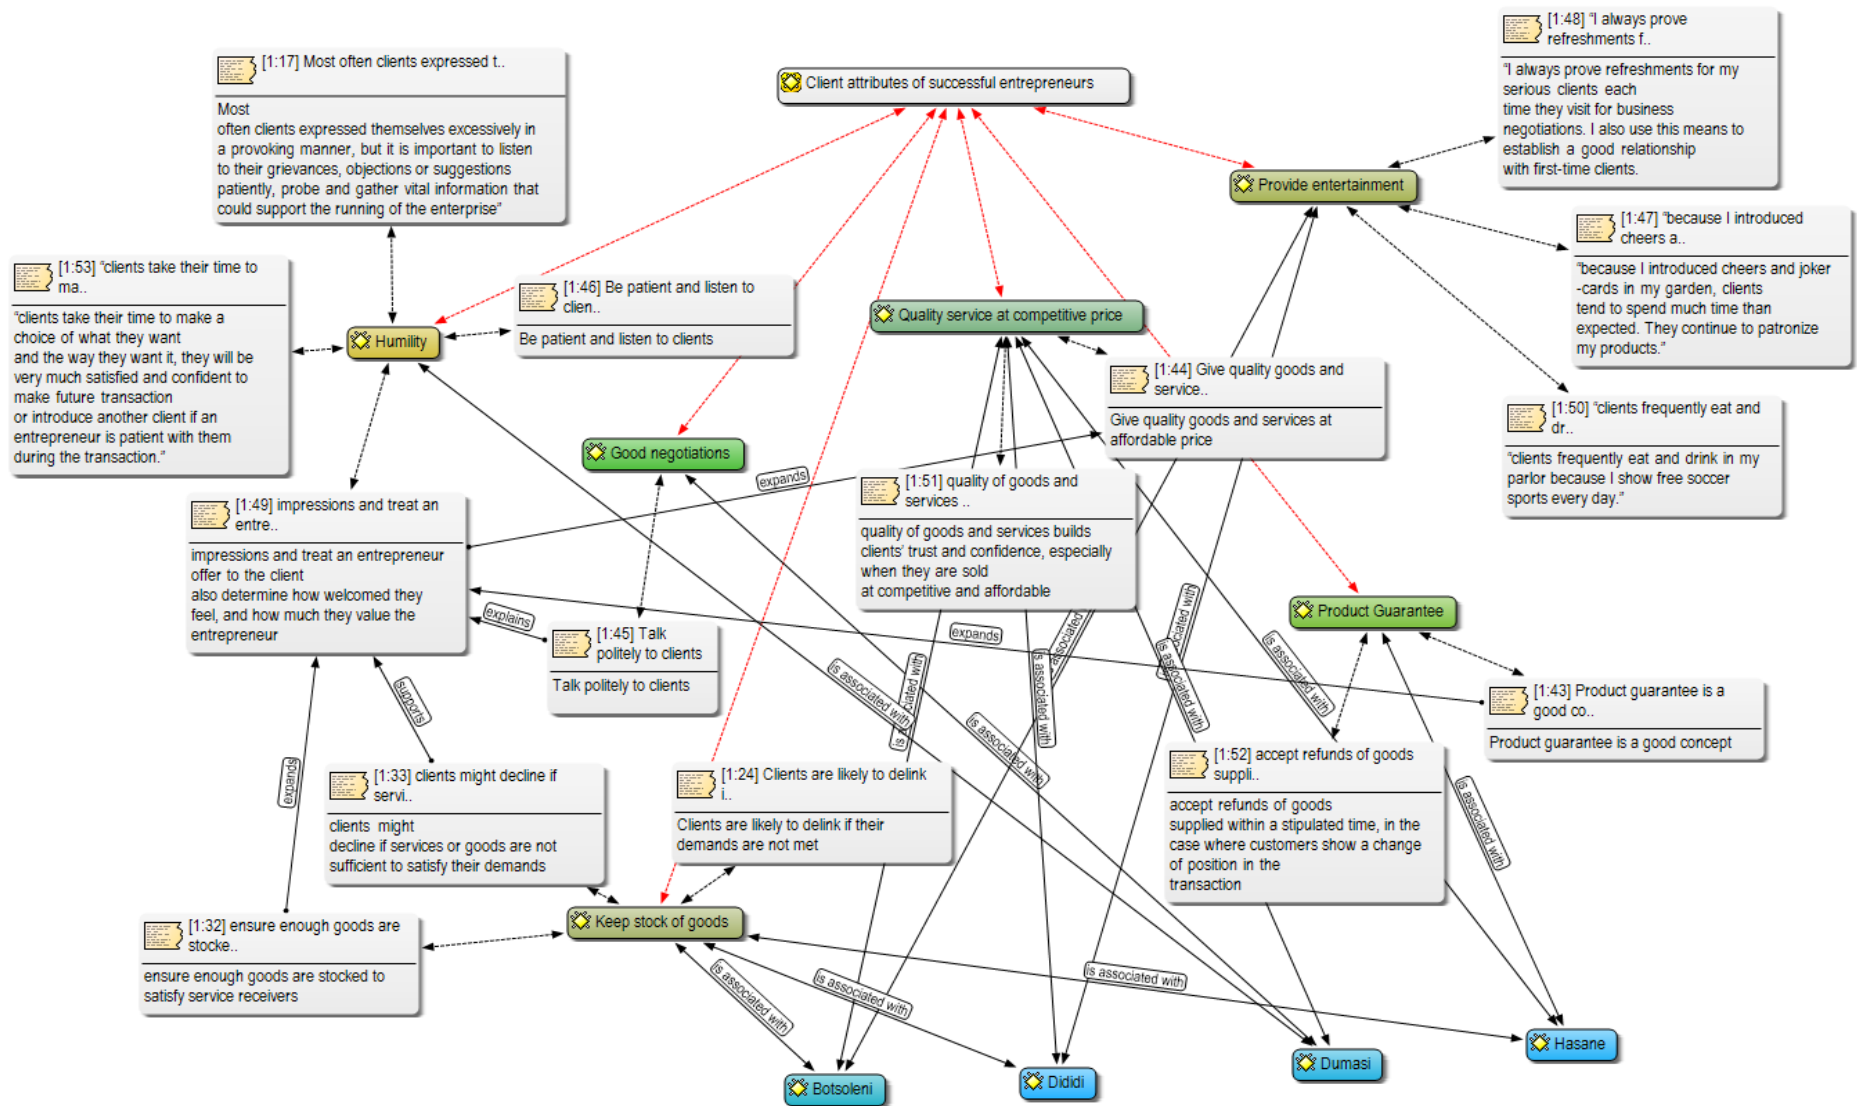 [1:48] “I always prove
refreshments f..
“I always prove refreshments for my
serious clients each
time they visit for business
negotiations. I also use this means to
establish a good relationship
with first-time clients.
[1:17] Most often clients expressed t..
Most
often clients expressed themselves excessively in
a provoking manner, but it is important to listen
to their grievances, objections or suggestions
patiently, probe and gather vital information that
could support the running of the enterprise”
Client attributes of successful entrepreneurs
Provide entertainment
[1:47] “because I introduced
cheers a..
“because I introduced cheers and joker
-cards in my garden, clients
tend to spend much time than
expected. They continue to patronize
my products.”
[1:53] “clients take their time to
ma..
“clients take their time to make a
choice of what they want
and the way they want it, they will be
very much satisfied and confident to
make future transaction
or introduce another client if an
entrepreneur is patient with them
during the transaction.”
[1:46] Be patient and listen to
clien..
Be patient and listen to clients
Humility
Quality service at competitive price
[1:44] Give quality goods and
service..
Give quality goods and services at
affordable price
[1:50] “clients frequently eat and
dr..
“clients frequently eat and drink in my
parlor because I show free soccer
sports every day.”
Good negotiations
expands
[1:51] quality of goods and
services ..
quality of goods and services builds
clients’ trust and confidence, especially
when they are sold
at competitive and affordable
[1:49] impressions and treat an
entre..
impressions and treat an entrepreneur
offer to the client
also determine how welcomed they
feel, and how much they value the
entrepreneur
explains
[1:45] Talk
politely to clients
Talk politely to clients
expands
Product Guarantee
[1:43] Product guarantee is a
good co..
Product guarantee is a good concept
is associated with
is associated with
is associated with
is associated with
is associated with
is associated with
supports
expands
[1:33] clients might decline if
servi..
clients might
decline if services or goods are not
sufficient to satisfy their demands
[1:24] Clients are likely to delink
i..
Clients are likely to delink if their
demands are not met
[1:52] accept refunds of goods
suppli..
accept refunds of goods
supplied within a stipulated time, in the
case where customers show a change
of position in the
transaction
is associated with
[1:32] ensure enough goods are
stocke..
ensure enough goods are stocked to
satisfy service receivers
Keep stock of goods
is associated with
is associated with
is associated with
Botsoleni
Dididi
Dumasi
Hasane